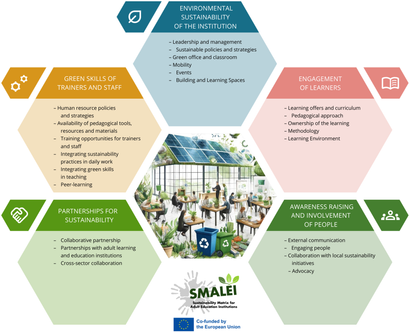 ENVIRONMENTAL
SUSTAINABILITY
OF THE INSTITUTION
– Leadership and management
– Sustainable policies and strategies
– Green office and classroom
– Mobility
– Events
– Building and Learning Spaces
GREEN SKILLS OF
TRAINERS AND STAFF
– Human resource policies
and strategies
– Availability of pedagogical tools,
resources and materials
– Training opportunities for trainers
and staff
– Integrating sustainability
practices in daily work
– Integrating green skills
in teaching
– Peer-learning
ENGAGEMENT
OF LEARNERS
– Learning offers and curriculum
– Pedagogical approach
– Ownership of the learning
– Methodology
– Learning Environment
PARTNERSHIPS FOR
SUSTAINABILITY
– Collaborative partnership
– Partnerships with adult learning
and education institutions
– Cross-sector collaboration
AWARENESS RAISING
AND INVOLVEMENT
OF PEOPLE
– External communication
– Engaging people
– Collaboration with local sustainability
initiatives
– Advocacy
SMALEI
Sustainability Matrix for
Adult Education Institutions
Co-funded by
the European Union